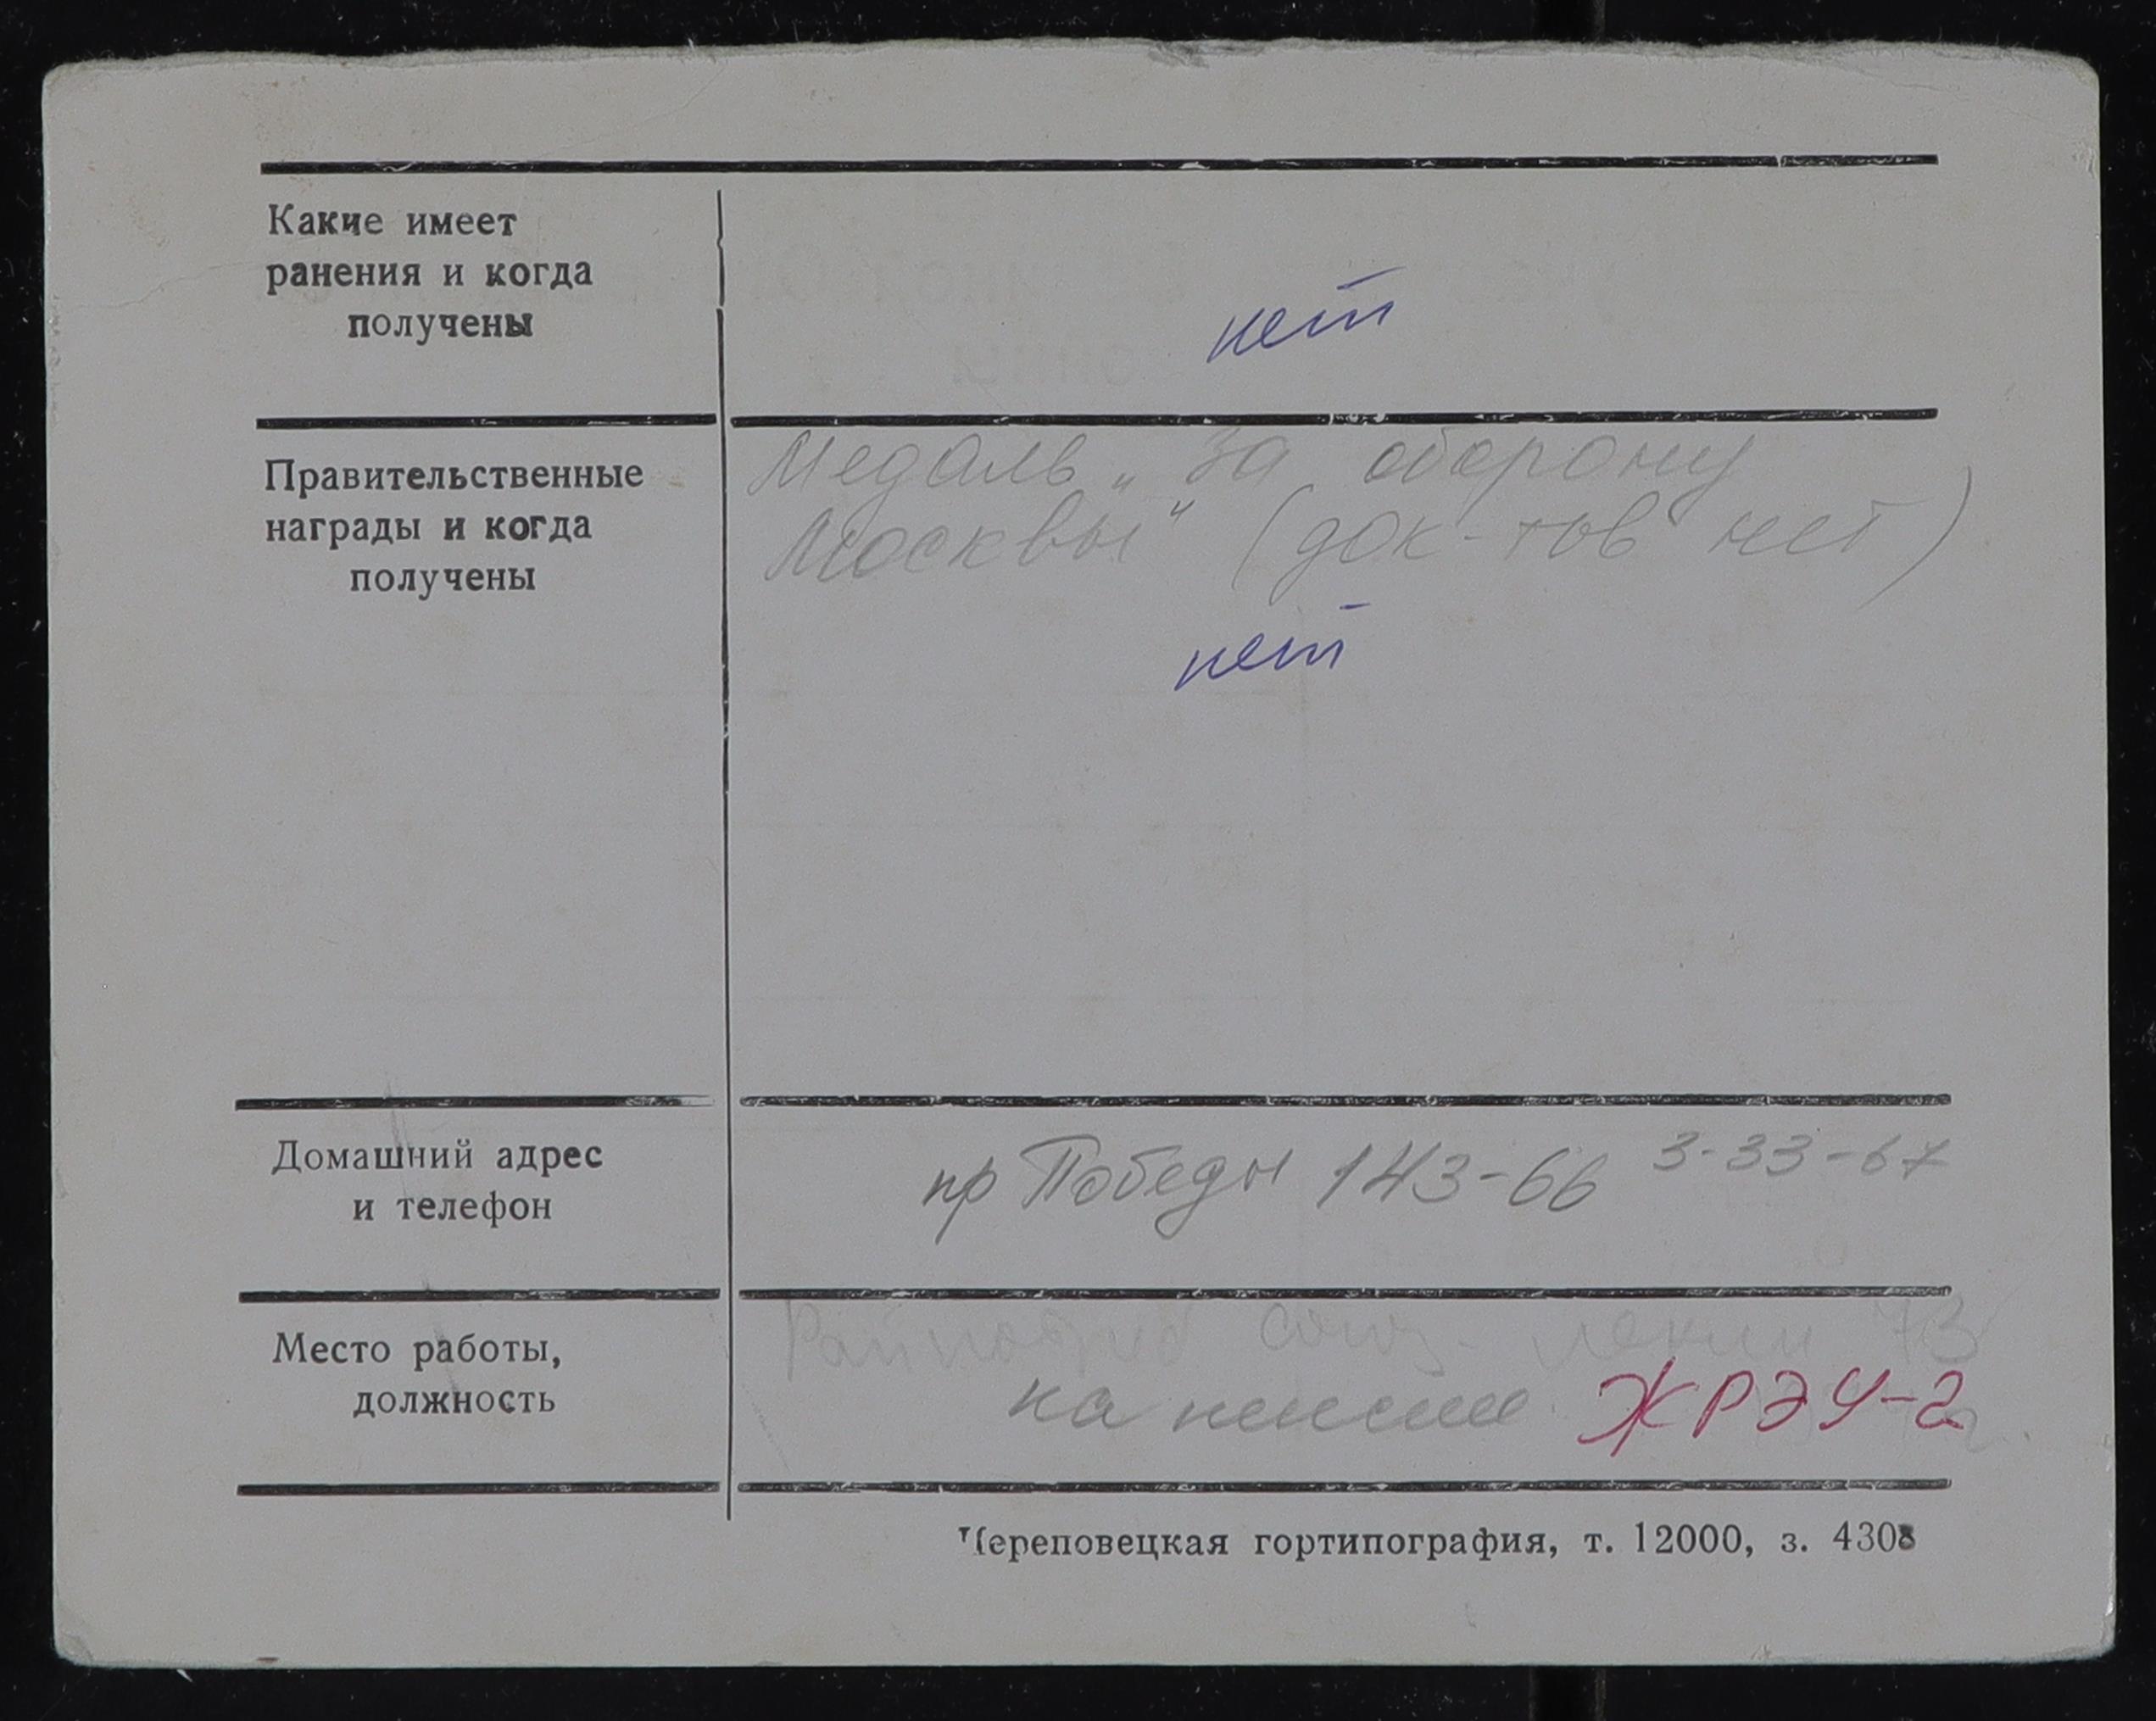 Какие имеет
ранения и когда
получены
нет
Правительственные
награды и когда
получены
Медаль „За оборону
Москвы" (док-тов нет)
нет
Домашний адрес
и телефон
пр Победы 143-66 3-33-67
Место работы,
должность
на пенсии ЖРЭУ-2
Череповецкая гортипография, т. 12000, з. 4308